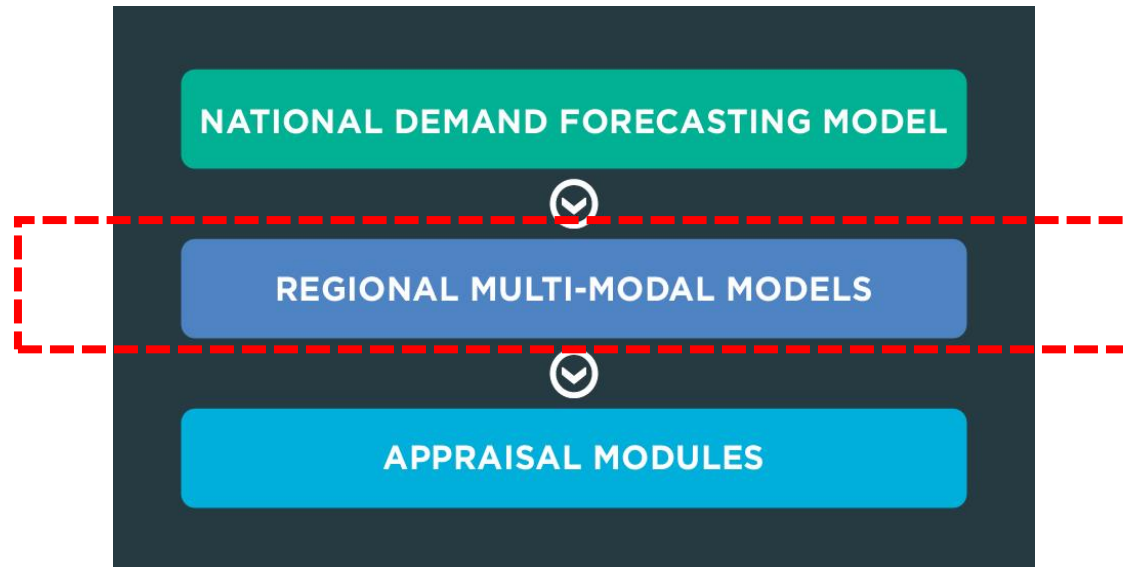 NATIONAL DEMAND FORECASTING MODEL
REGIONAL MULTI-MODAL MODELS
APPRAISAL MODULES